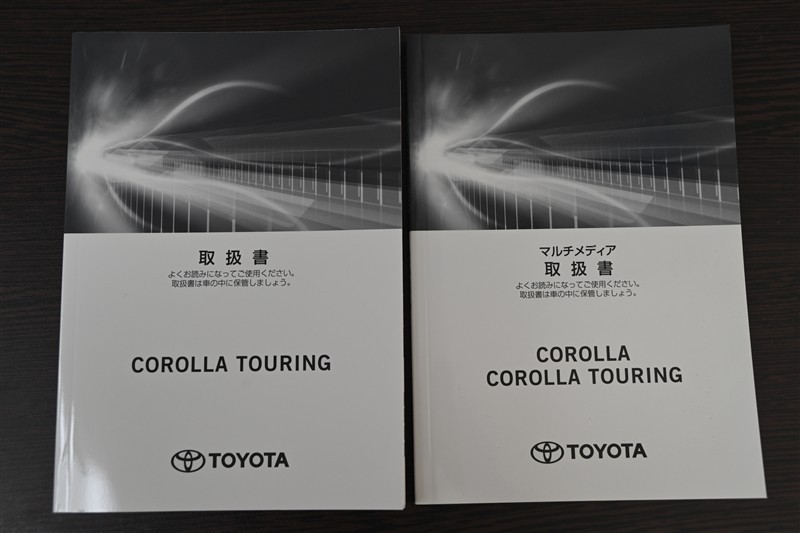 取扱書
よくお読みになってご使用ください。
取扱書は車の中に保管しましょう。
COROLLA TOURING
TOYOTA
マルチメディア
取扱書
よくお読みになってご使用ください。
取扱書は車の中に保管しましょう。
COROLLA
COROLLA TOURING
TOYOTA